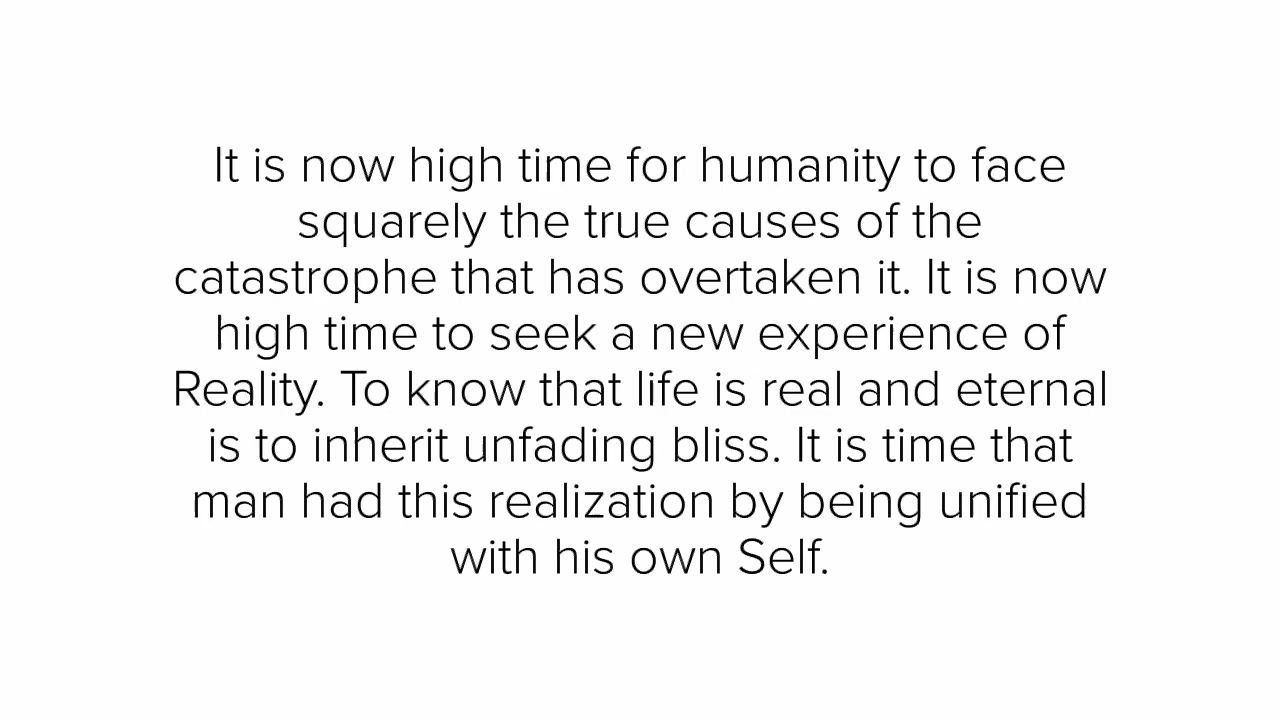 It is now high time for humanity to face
squarely the true causes of the
catastrophe that has overtaken it. It is now
high time to seek a new experience of
Reality. To know that life is real and eternal
is to inherit unfading bliss. It is time that
man had this realization by being unified
with his own Self.